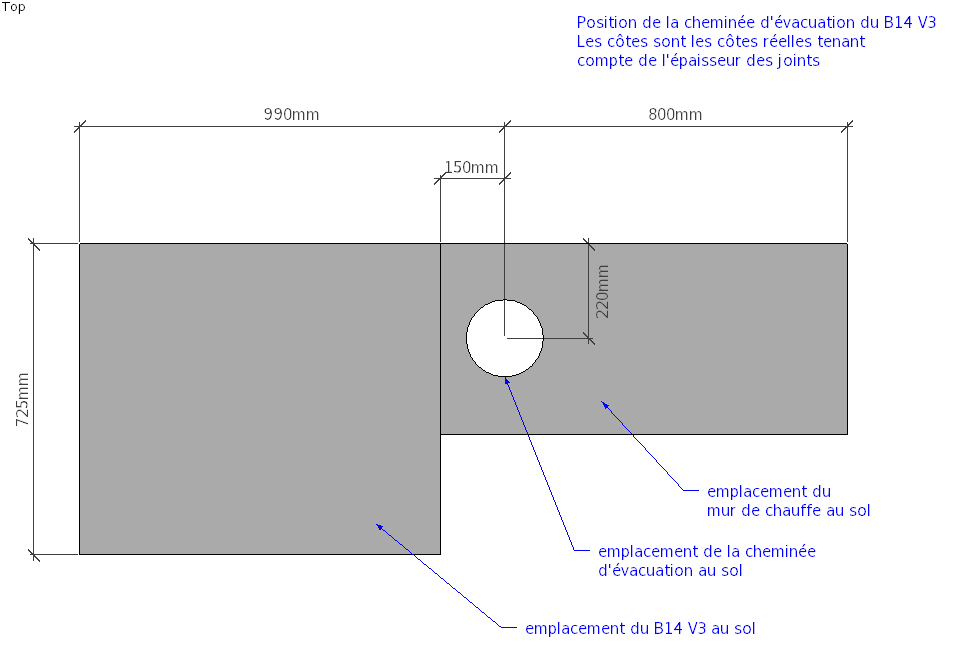 Top
Position de la cheminée d'évacuation du B14 V3
Les côtes sont les côtes réelles tenant
compte de l'épaisseur des joints
990mm
800mm
150mm
220mm
725mm
emplacement du
mur de chauffe au sol
emplacement de la cheminée
d'évacuation au sol
emplacement du B14 V3 au sol